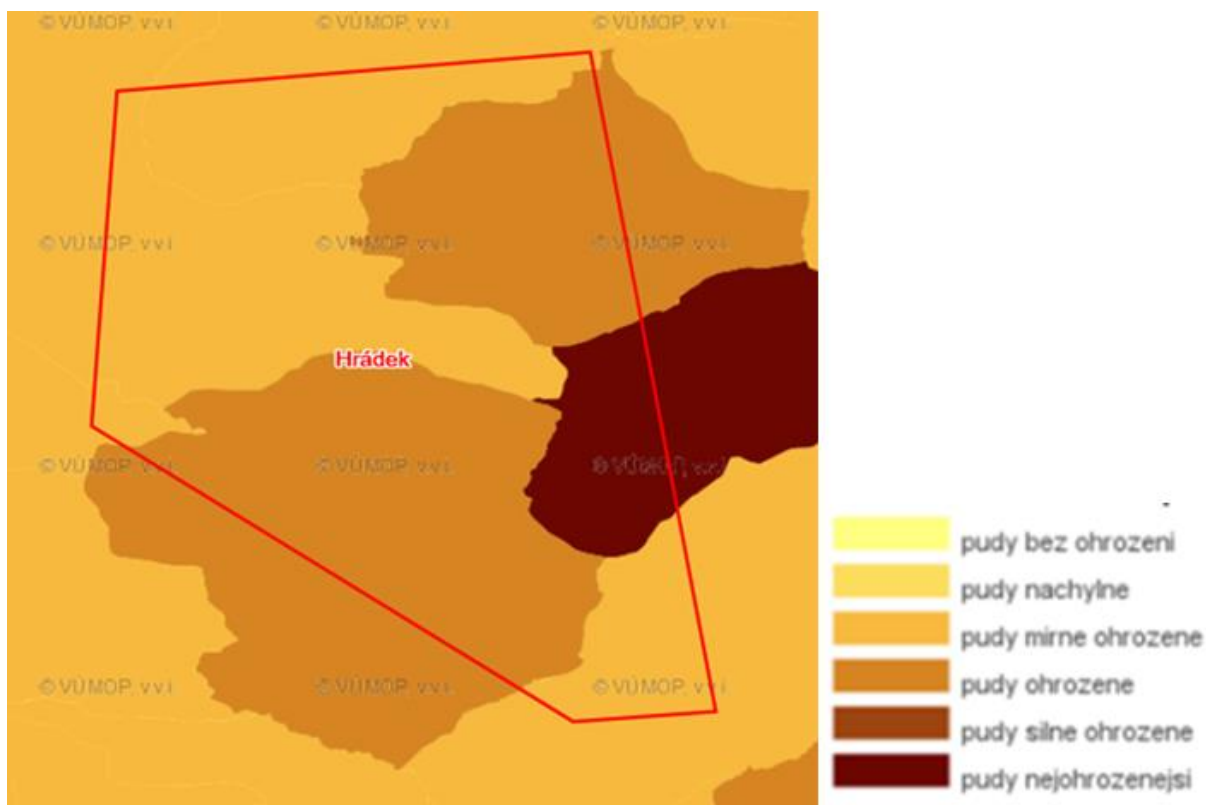 © VÚMOP, v.v.i. © VÚMOP, v.v.i. © VÚMOP, v.v.i.
© VÚMOP, v.v.i. © VÚMOP, v.v.i. © VÚMOP, v.v.i.
Hrádek
© VÚMOP, v.v.i. © VÚMOP, v.v.i. © VÚMOP, v.v.i.
pudy bez ohrozeni
pudy nachylne
pudy mirne ohrozene
pudy ohrozene
© VÚMOP, v.v.i. © VÚMOP, v.v.i. © VÚMOP, v.v.i.
pudy silne ohrozene
pudy nejohrozenejsi